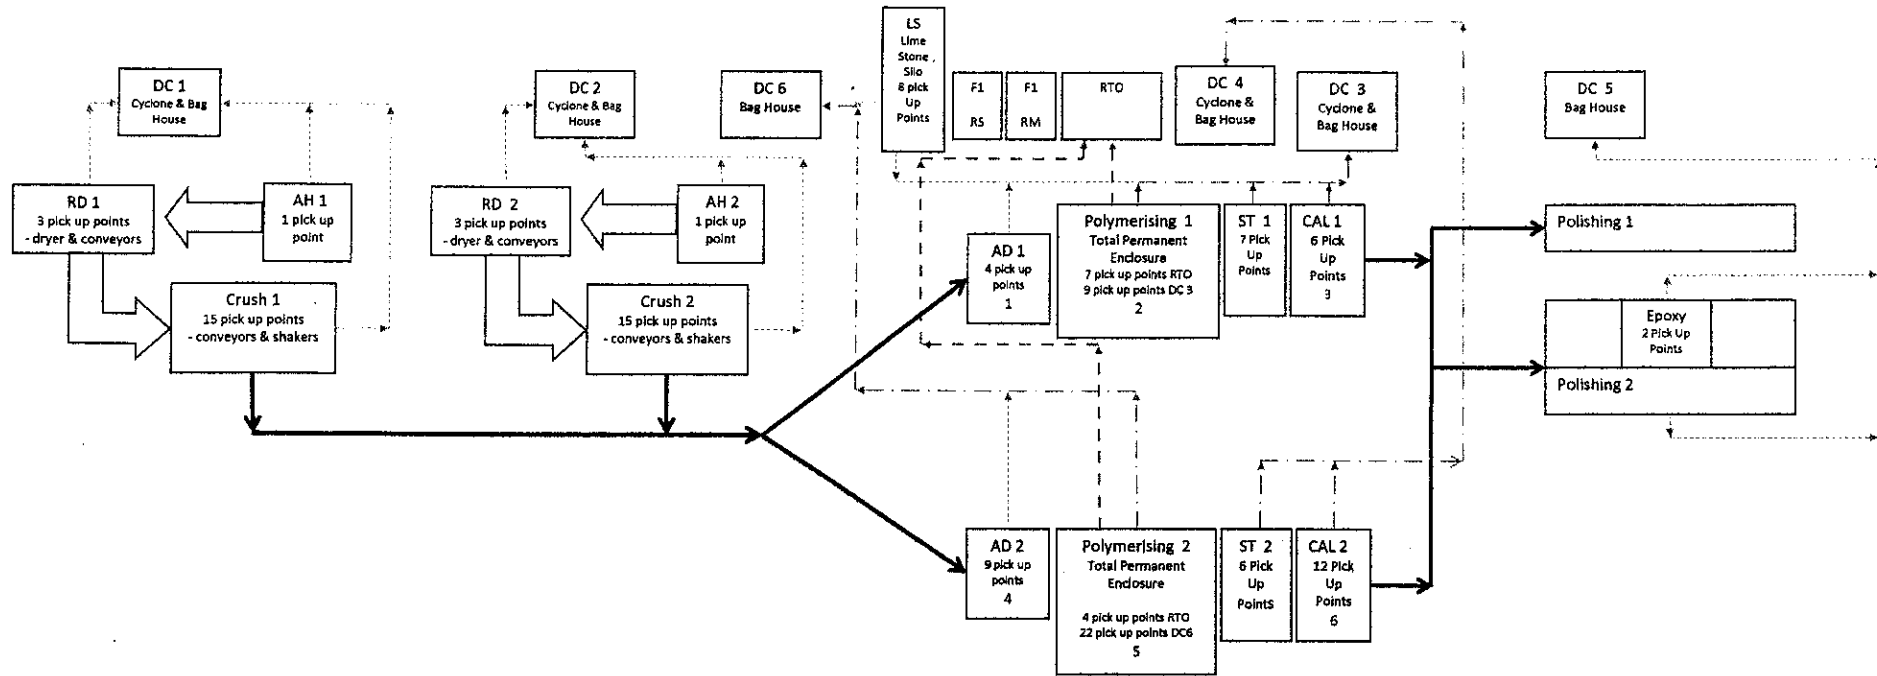 LS
Lime
Stone
Silo
8 pick
Up
Points
DC 1
Cyclone & Bag
House
DC 2
Cyclone & Bag
House
DC 6
Bag House
F1
RS
F1
RM
RTO
DC 4
Cyclone &
Bag House
DC 3
Cyclone &
Bag House
DC 5
Bag House
RD 1
3 pick up points
- dryer & conveyors
AH 1
1 pick up
point
RD 2
3 pick up points
- dryer & conveyors
AH 2
1 pick up
point
Crush 1
15 pick up points
- conveyors & shakers
Crush 2
15 pick up points
- conveyors & shakers
AD 1
4 pick up
points
1
Polymerising 1
Total Permanent
Enclosure
7 pick up points RTO
9 pick up points DC 3
2
ST 1
7 Pick
Up
Points
CAL 1
6 Pick
Up
Points
3
Polishing 1
Epoxy
2 Pick Up
Points
Polishing 2
AD 2
9 pick up
points
4
Polymerising 2
Total Permanent
Enclosure
4 pick up points RTO
22 pick up points DC6
5
ST 2
6 Pick
Up
Points
CAL 2
12 Pick
Up
Points
6